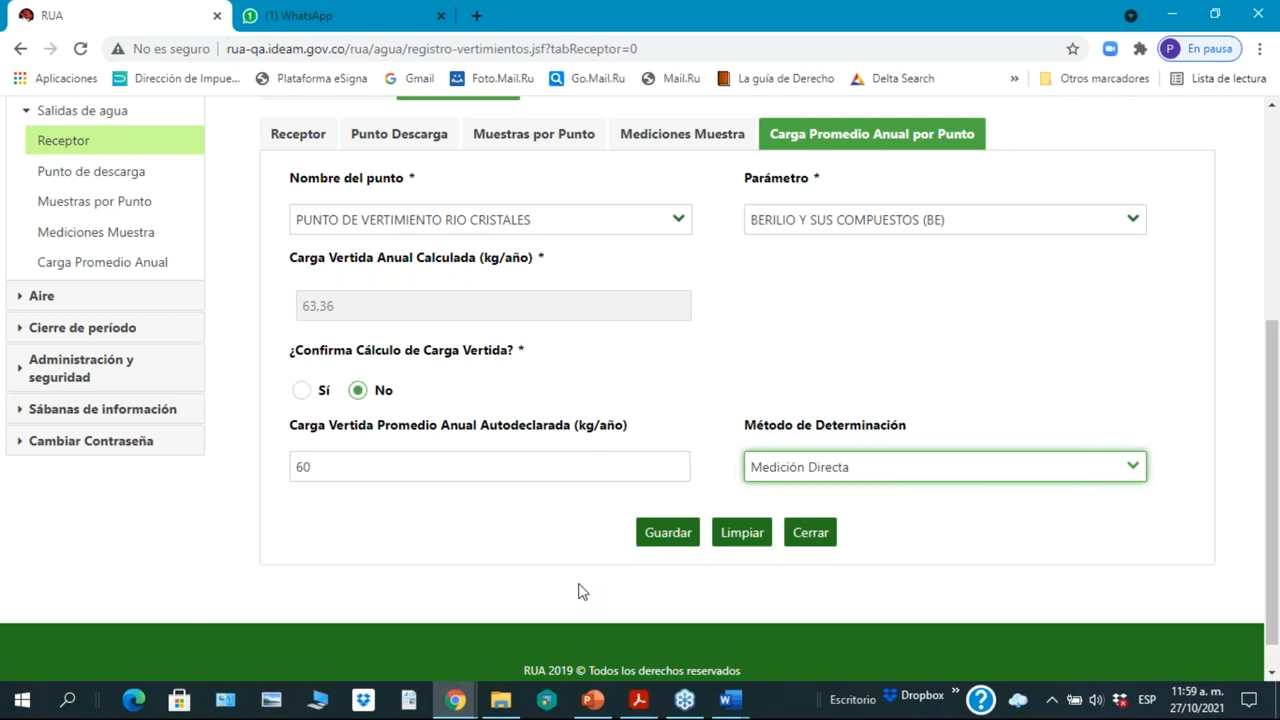 RUA
(1) WhatsApp
No es seguro
rua-qa.ideam.gov.co/rua/agua/registro-vertimientos.jsf?tabReceptor=0
P En pausa
Aplicaciones
Dirección de Impue...
Plataforma eSigna
Gmail
Foto.Mail.Ru
Go.Mail.Ru
Mail.Ru
La guía de Derecho
Delta Search
»
Otros marcadores
Lista de lectura
Salidas de agua
Receptor
Punto de descarga
Muestras por Punto
Mediciones Muestra
Carga Promedio Anual
Aire
Cierre de período
Administración y
seguridad
Sábanas de información
Cambiar Contraseña
Receptor
Punto Descarga
Muestras por Punto
Mediciones Muestra
Carga Promedio Anual por Punto
Nombre del punto *
Parámetro *
PUNTO DE VERTIMIENTO RIO CRISTALES
BERILIO Y SUS COMPUESTOS (BE)
Carga Vertida Anual Calculada (kg/año) *
63,36
¿Confirma Cálculo de Carga Vertida? *
Sí
No
Carga Vertida Promedio Anual Autodeclarada (kg/año)
Método de Determinación
60
Medición Directa
Guardar
Limpiar
Cerrar
RUA 2019 © Todos los derechos reservados
Escritorio
Dropbox
»
ESP
11:59 a. m.
27/10/2021